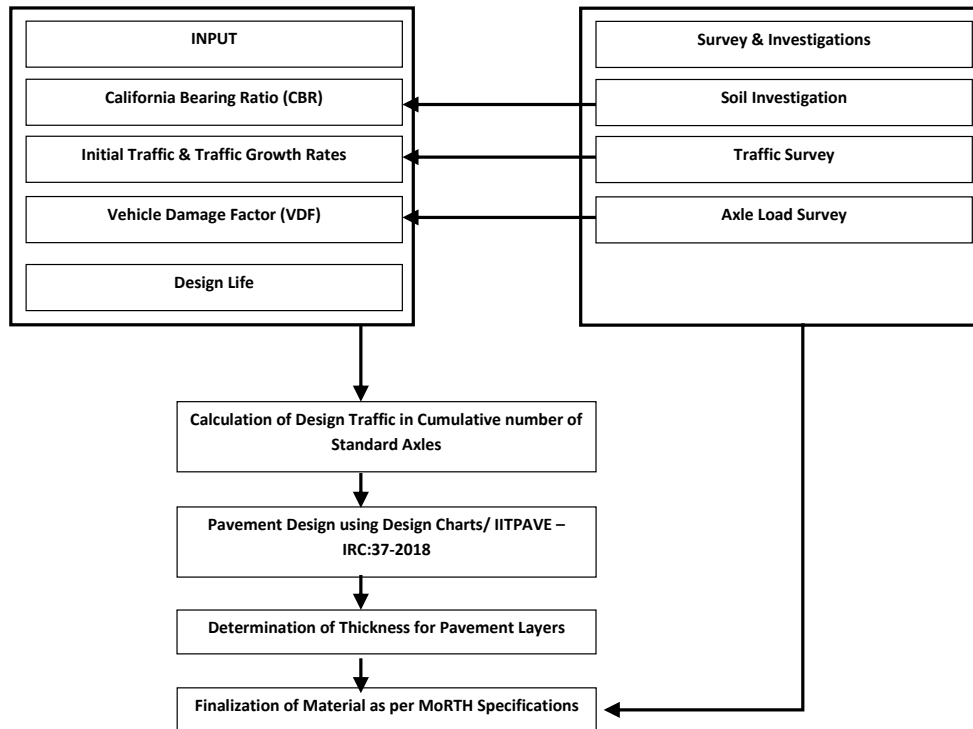 INPUT
California Bearing Ratio (CBR)
Initial Traffic & Traffic Growth Rates
Vehicle Damage Factor (VDF)
Design Life
Survey & Investigations
Soil Investigation
Traffic Survey
Axle Load Survey
Calculation of Design Traffic in Cumulative number of
Standard Axles
Pavement Design using Design Charts/ IITPAVE –
IRC:37-2018
Determination of Thickness for Pavement Layers
Finalization of Material as per MoRTH Specifications